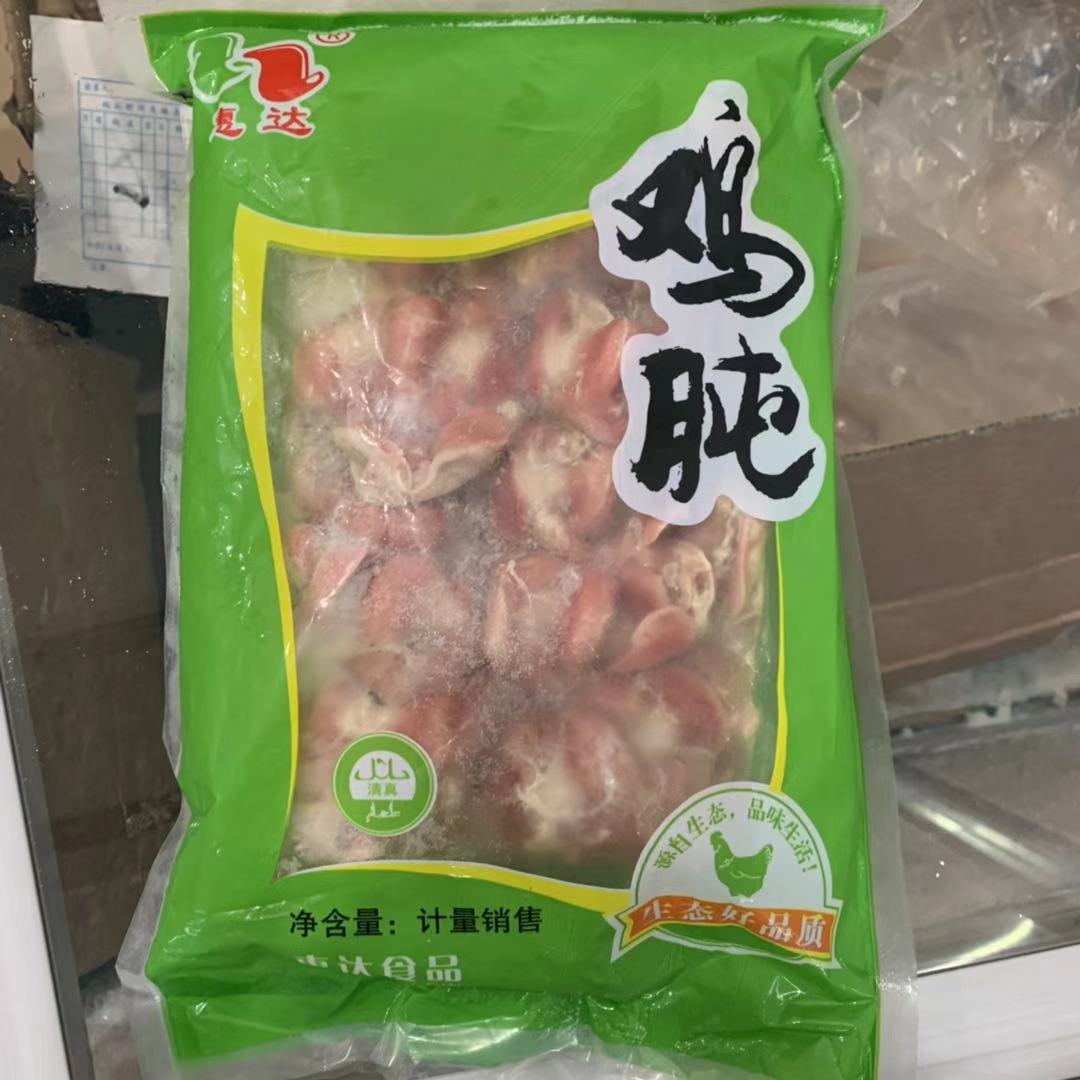 ®
达
鸡
肫
清真
源自生态，品味生活！
生态好品质
净含量：计量销售
达食品